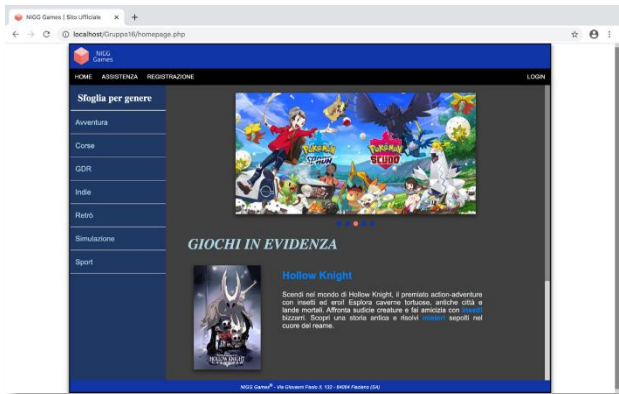 NIGG Games | Sito Ufficiale
localhost/Gruppo16/homepage.php
NIGG
Games
HOME ASSISTENZA REGISTRAZIONE LOGIN
Sfoglia per genere
Avventura
Corse
GDR
Indie
Retrò
Simulazione
Sport
Pokémon Pokémon
SCUDO
GIOCHI IN EVIDENZA
HOLLOW KNIGHT
Hollow Knight
Scendi nel mondo di Hollow Knight, il premiato action-adventure
con insetti ed eroi! Esplora caverne tortuose, antiche città e
lande mortali. Affronta sudicie creature e fai amicizia con insetti
bizzarri. Scopri una storia antica e risolvi misteri sepolti nel
cuore del reame.
NIGG Games® - Via Giovanni Paolo II, 132 - 84084 Fisciano (SA)